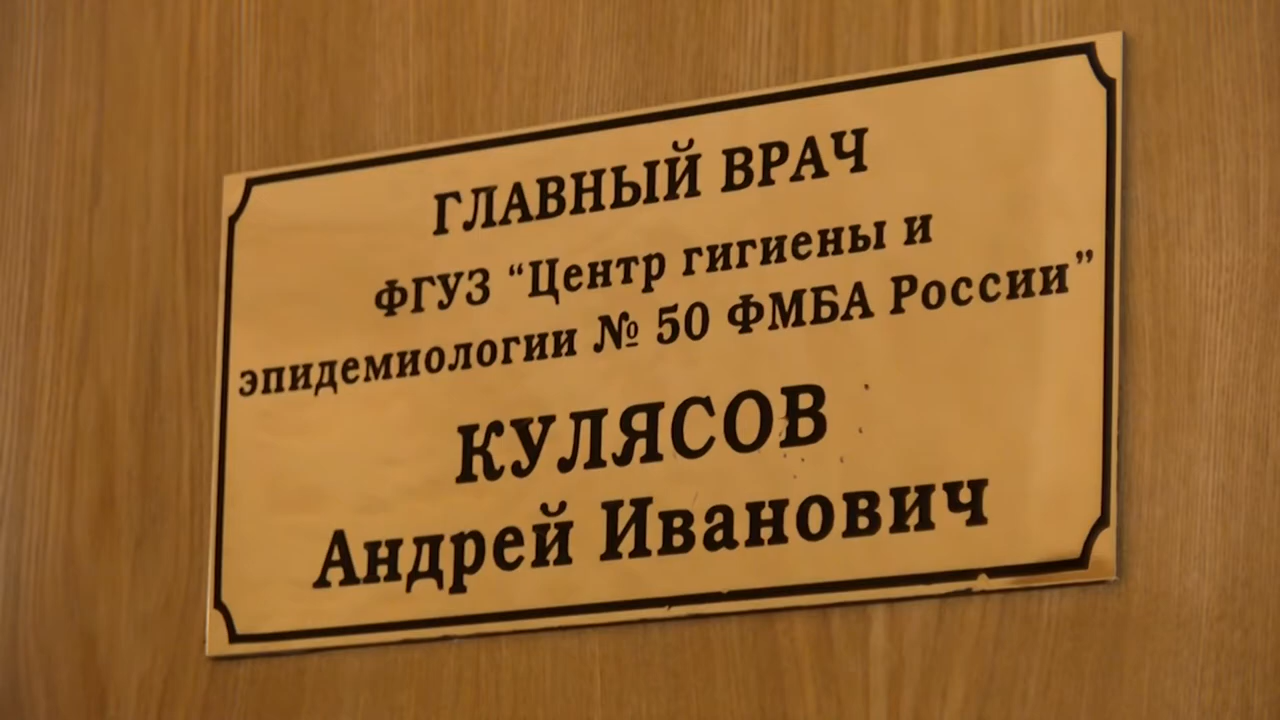 ГЛАВНЫЙ ВРАЧ
ФГУЗ “Центр гигиены и
эпидемиологии № 50 ФМБА России”
КУЛЯСОВ
Андрей Иванович